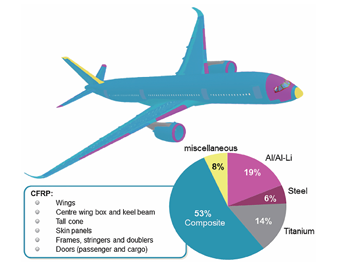 miscellaneous
8%
Al/Al-Li
19%
Steel
6%
14%
Titanium
53%
Composite
CFRP:
Wings
Centre wing box and keel beam
Tail cone
Skin panels
Frames, stringers and doublers
Doors (passenger and cargo)